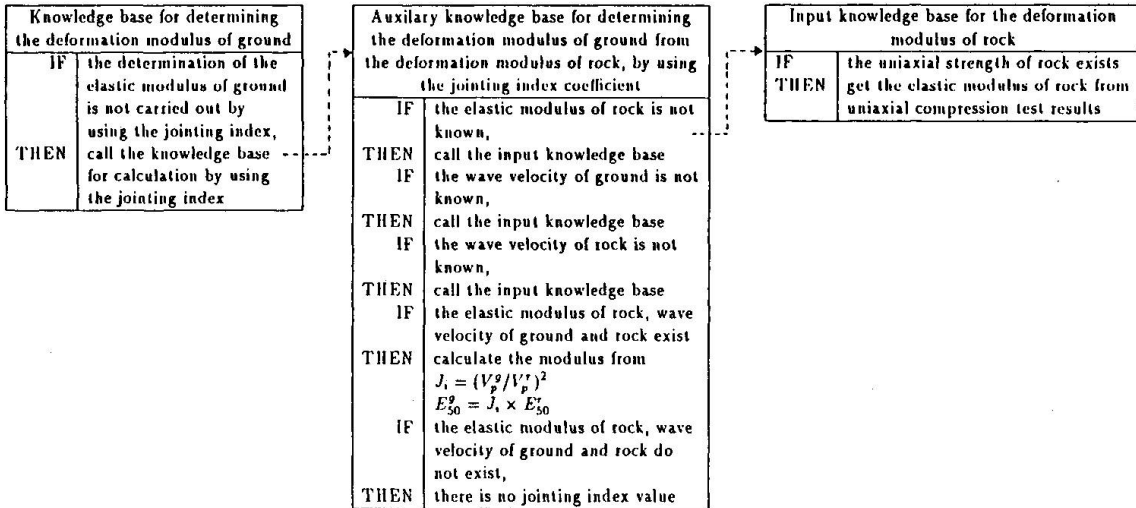 Knowledge base for determining
the deformation modulus of ground
IF the determination of the
elastic modulus of ground
is not carried out by
using the jointing index,
THEN call the knowledge base
for calculation by using
the jointing index
Auxilary knowledge base for determining
the deformation modulus of ground from
the deformation modulus of rock, by using
the jointing index coefficient
IF the elastic modulus of rock is not
known,
THEN call the input knowledge base
IF the wave velocity of ground is not
known,
THEN call the input knowledge base
IF the wave velocity of rock is not
known,
THEN call the input knowledge base
IF the elastic modulus of rock, wave
velocity of ground and rock exist
THEN calculate the modulus from
J_i = (V_p^g/V_p^r)^2
E_50^g = J_i × E_50^r
IF the elastic modulus of rock, wave
velocity of ground and rock do
not exist,
THEN there is no jointing index value
Input knowledge base for the deformation
modulus of rock
IF the uniaxial strength of rock exists
THEN get the elastic modulus of rock from
uniaxial compression test results